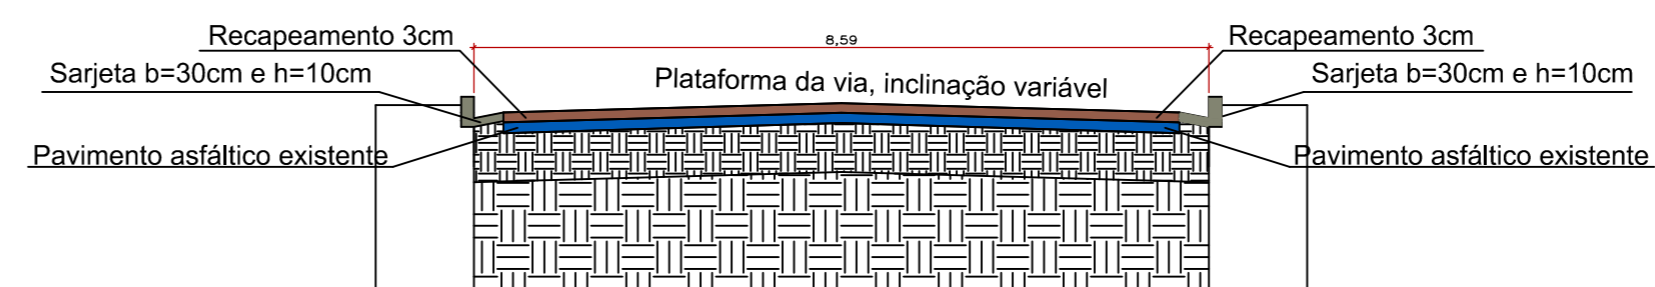 Recapeamento 3cm
8,59
Recapeamento 3cm
Sarjeta b=30cm e h=10cm
Plataforma da via, inclinação variável
Sarjeta b=30cm e h=10cm
Pavimento asfáltico existente
Pavimento asfáltico existente